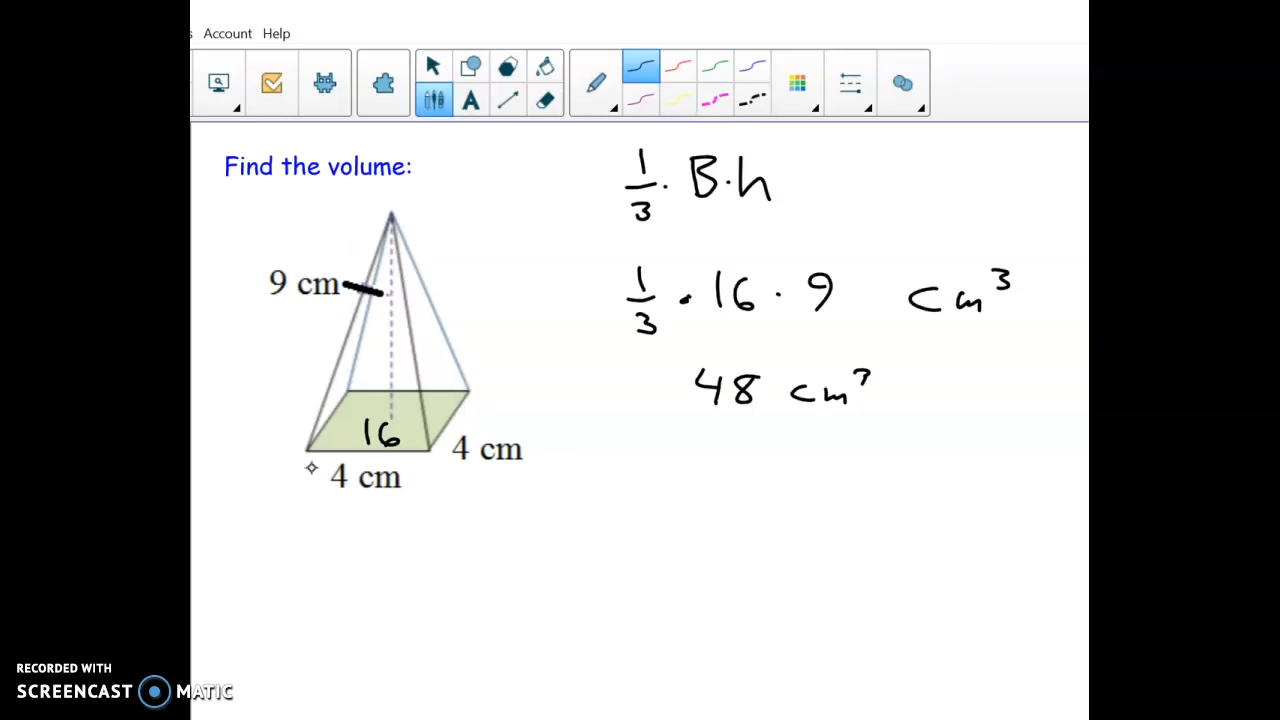 Account Help
Find the volume:
1/3 · B · h
9 cm
1/3 · 16 · 9 cm³
48 cm³
16
4 cm
4 cm
RECORDED WITH
SCREENCAST MATIC